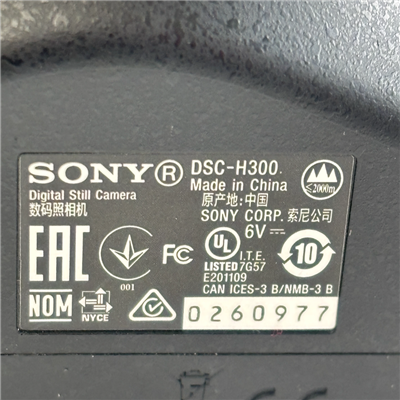 SONY® DSC-H300
Digital Still Camera Made in China
数码照相机 原产地:中国
SONY CORP. 索尼公司
6V⎓
≤2000m
EAC 001 FC UL I.T.E. 10
LISTED 7G57
E201109
CAN ICES-3 B/NMB-3 B
NOM NYCE 0260977